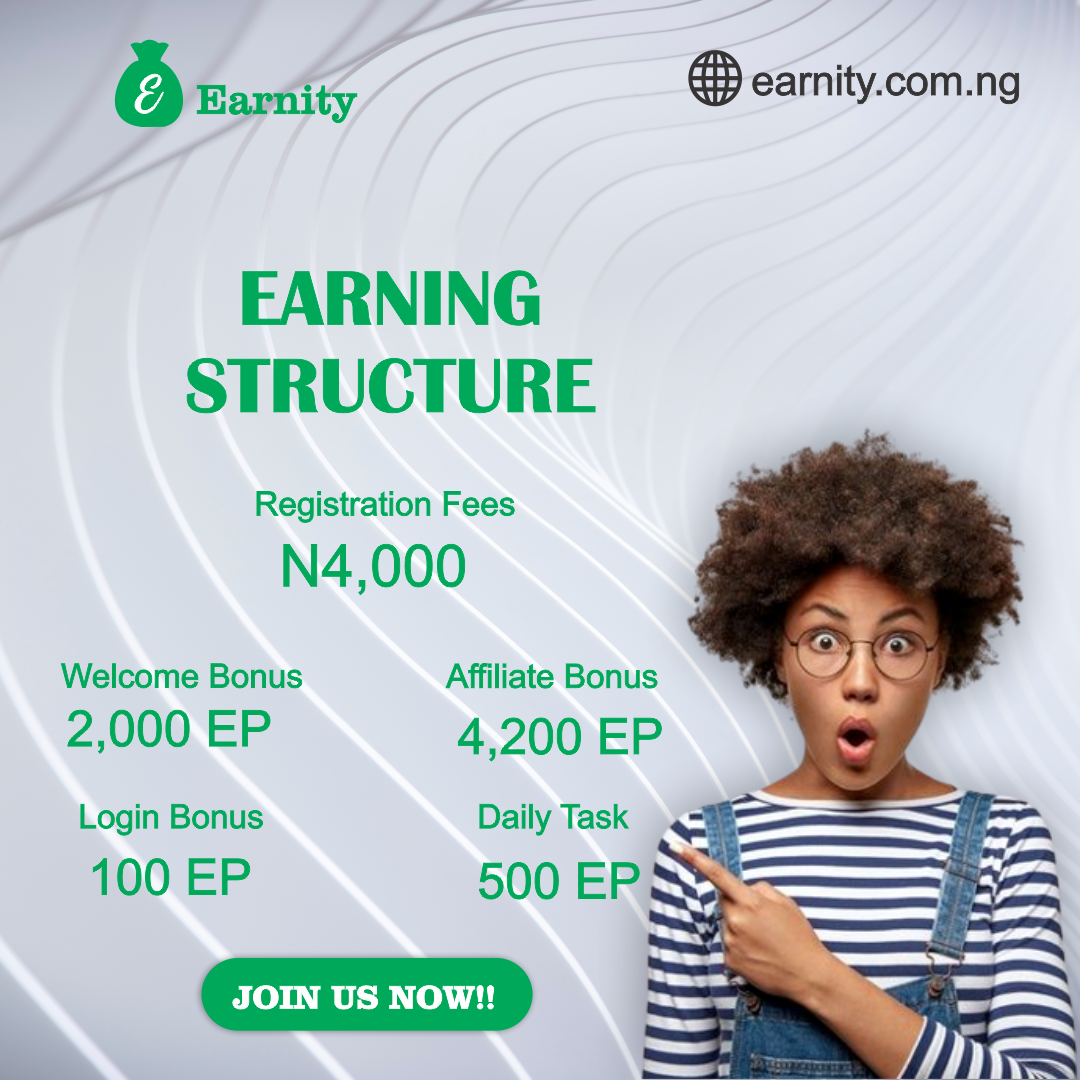 E
Earnity
earnity.com.ng
EARNING
STRUCTURE
Registration Fees
N4,000
Welcome Bonus
2,000 EP
Affiliate Bonus
4,200 EP
Login Bonus
100 EP
Daily Task
500 EP
JOIN US NOW!!